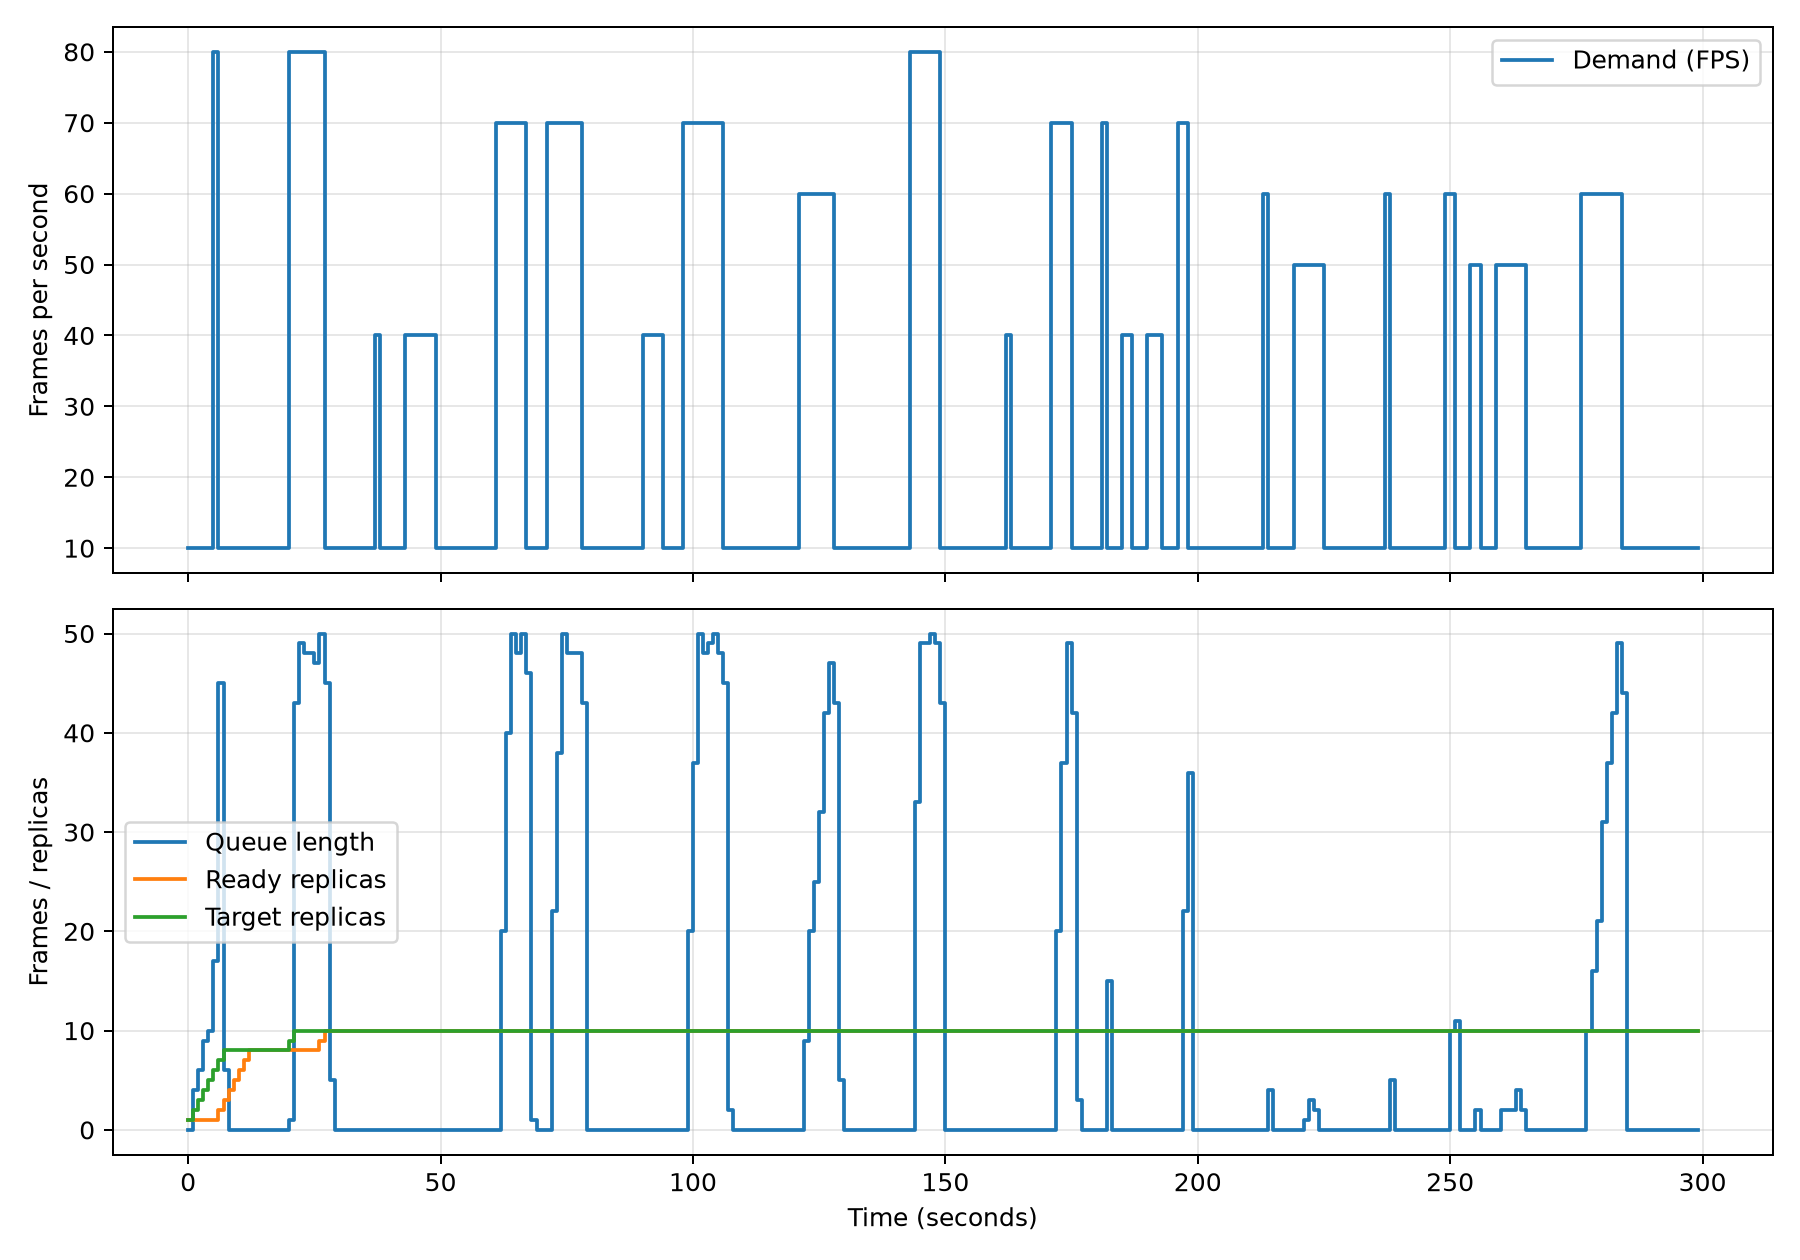 80
70
60
50
40
30
20
10
Frames per second
Demand (FPS)
50
40
30
20
10
0
Frames / replicas
Queue length
Ready replicas
Target replicas
0 50 100 150 200 250 300
Time (seconds)